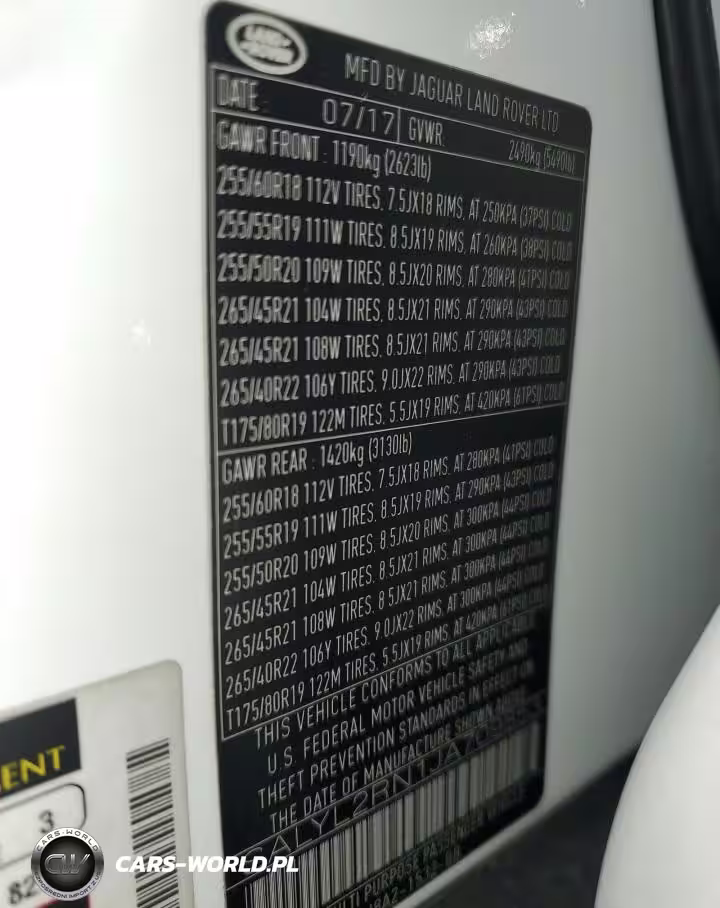 LAND ROVER
MFD BY JAGUAR LAND ROVER LTD
DATE: 07/17 GVWR: 2490kg (5490lb)
GAWR FRONT : 1190kg (2623lb)
255/60R18 112V TIRES, 7.5JX18 RIMS, AT 250KPA (37PSI) COLD
255/55R19 111W TIRES, 8.5JX19 RIMS, AT 260KPA (38PSI) COLD
255/50R20 109W TIRES, 8.5JX20 RIMS, AT 280KPA (41PSI) COLD
265/45R21 104W TIRES, 8.5JX21 RIMS, AT 290KPA (43PSI) COLD
265/45R21 108W TIRES, 8.5JX21 RIMS, AT 290KPA (43PSI) COLD
265/40R22 106Y TIRES, 9.0JX22 RIMS, AT 290KPA (43PSI) COLD
T175/80R19 122M TIRES, 5.5JX19 RIMS, AT 420KPA (61PSI) COLD
GAWR REAR : 1420kg (3130lb)
255/60R18 112V TIRES, 7.5JX18 RIMS, AT 280KPA (41PSI) COLD
255/55R19 111W TIRES, 8.5JX19 RIMS, AT 290KPA (43PSI) COLD
255/50R20 109W TIRES, 8.5JX20 RIMS, AT 300KPA (44PSI) COLD
265/45R21 104W TIRES, 8.5JX21 RIMS, AT 300KPA (44PSI) COLD
265/45R21 108W TIRES, 8.5JX21 RIMS, AT 300KPA (44PSI) COLD
265/40R22 106Y TIRES, 9.0JX22 RIMS, AT 300KPA (44PSI) COLD
T175/80R19 122M TIRES, 5.5JX19 RIMS, AT 420KPA (61PSI) COLD
THIS VEHICLE CONFORMS TO ALL APPLICABLE
U.S. FEDERAL MOTOR VEHICLE SAFETY AND
THEFT PREVENTION STANDARDS IN EFFECT ON
THE DATE OF MANUFACTURE SHOWN ABOVE
MULTI PURPOSE PASSENGER VEHICLE
ENT
3
82
CARS-WORLD
CW
CARS-WORLD.PL